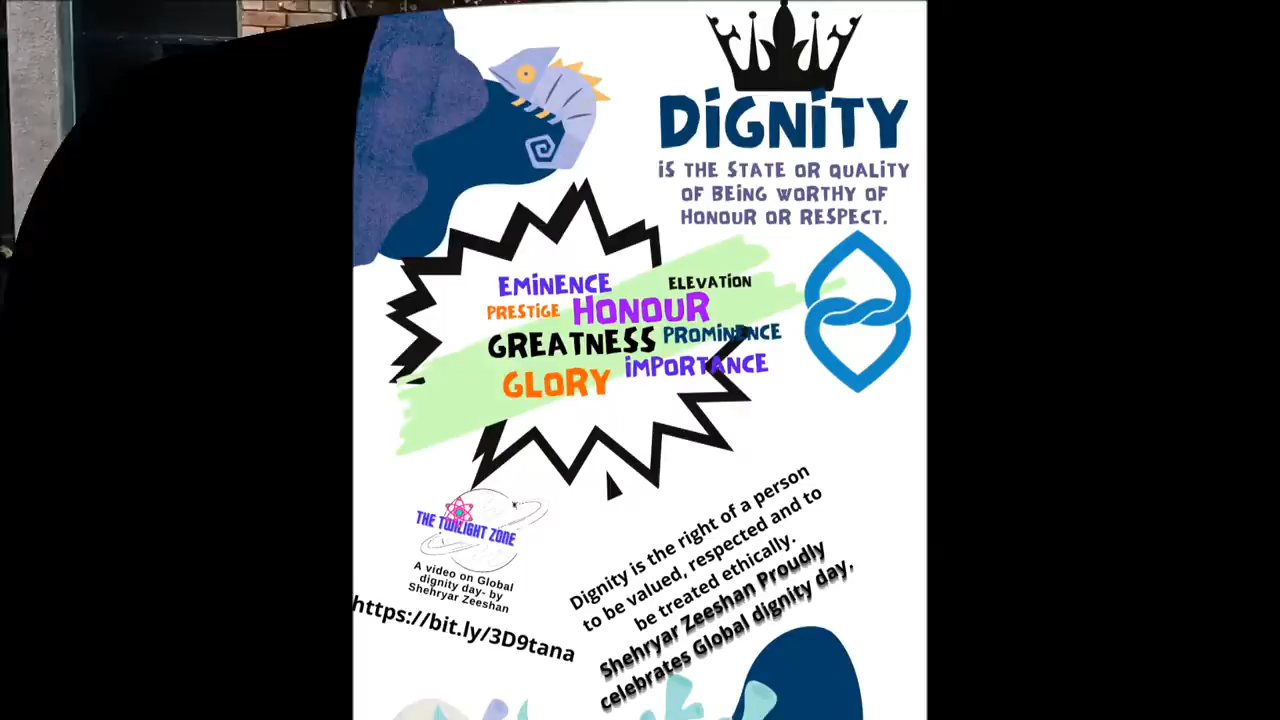 DIGNITY
IS THE STATE OR QUALITY
OF BEING WORTHY OF
HONOUR OR RESPECT.
EMINENCE
ELEVATION
PRESTIGE
HONOUR
GREATNESS
PROMINENCE
IMPORTANCE
GLORY
THE TWILIGHT ZONE
A video on Global
dignity day- by
Shehryar Zeeshan
https://bit.ly/3D9tana
Dignity is the right of a person
to be valued, respected and to
be treated ethically.
Shehryar Zeeshan Proudly
celebrates Global dignity day,